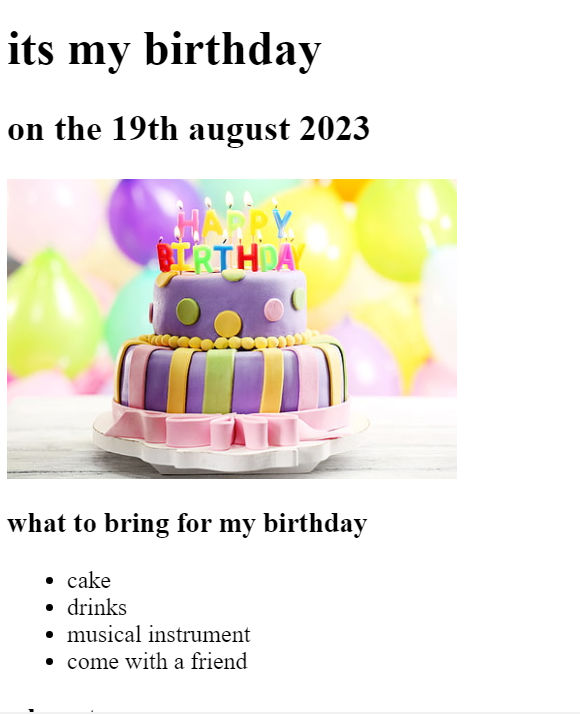 its my birthday
on the 19th august 2023
HAPPY
BIRTHDAY
what to bring for my birthday
cake
drinks
musical instrument
come with a friend